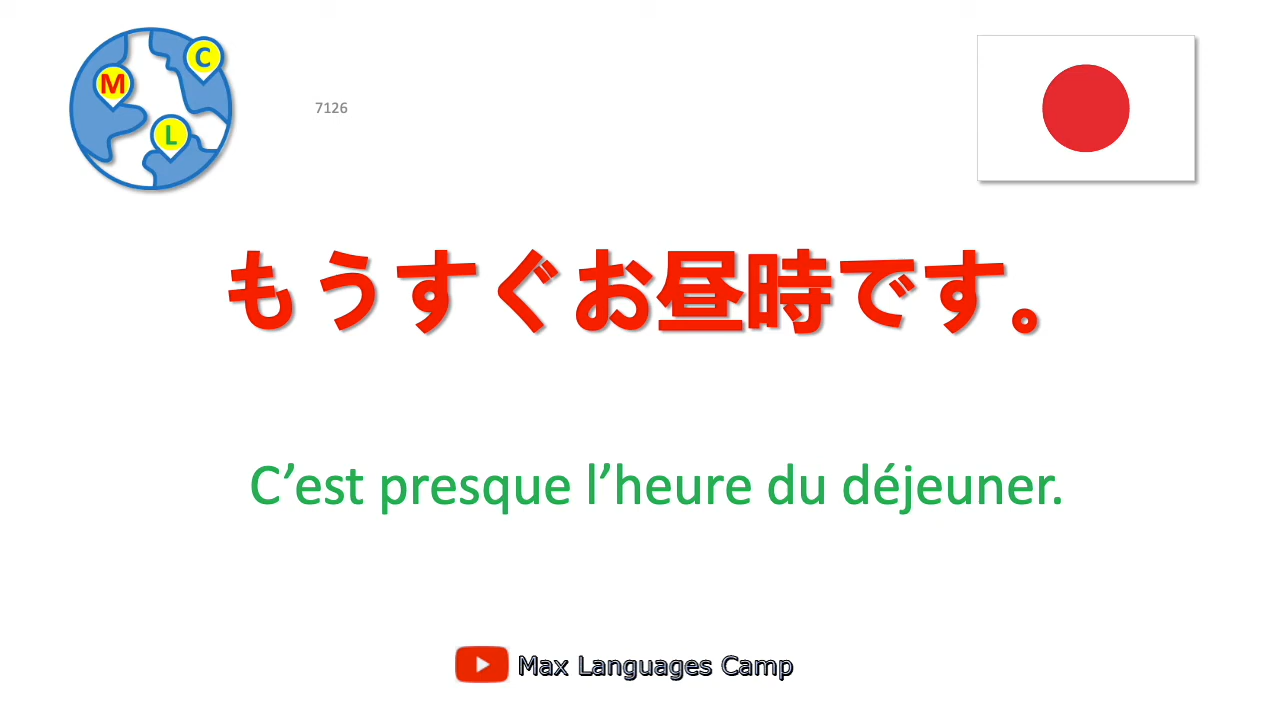 M
C
L
7126
もうすぐお昼時です。
C’est presque l’heure du déjeuner.
Max Languages Camp